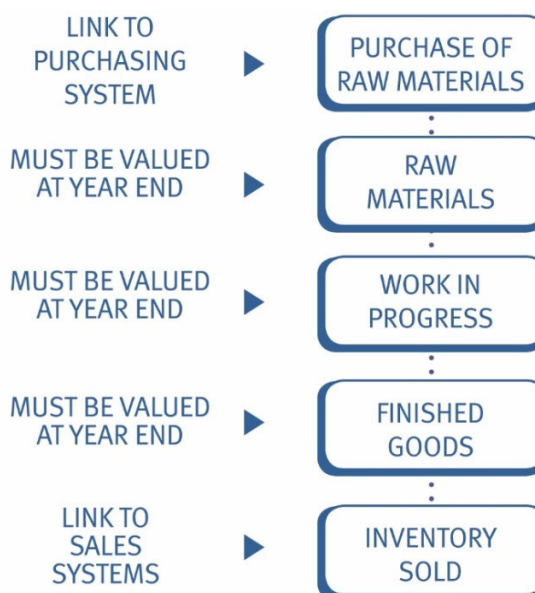 LINK TO
PURCHASING
SYSTEM
PURCHASE OF
RAW MATERIALS
MUST BE VALUED
AT YEAR END
RAW
MATERIALS
MUST BE VALUED
AT YEAR END
WORK IN
PROGRESS
MUST BE VALUED
AT YEAR END
FINISHED
GOODS
LINK TO
SALES
SYSTEMS
INVENTORY
SOLD